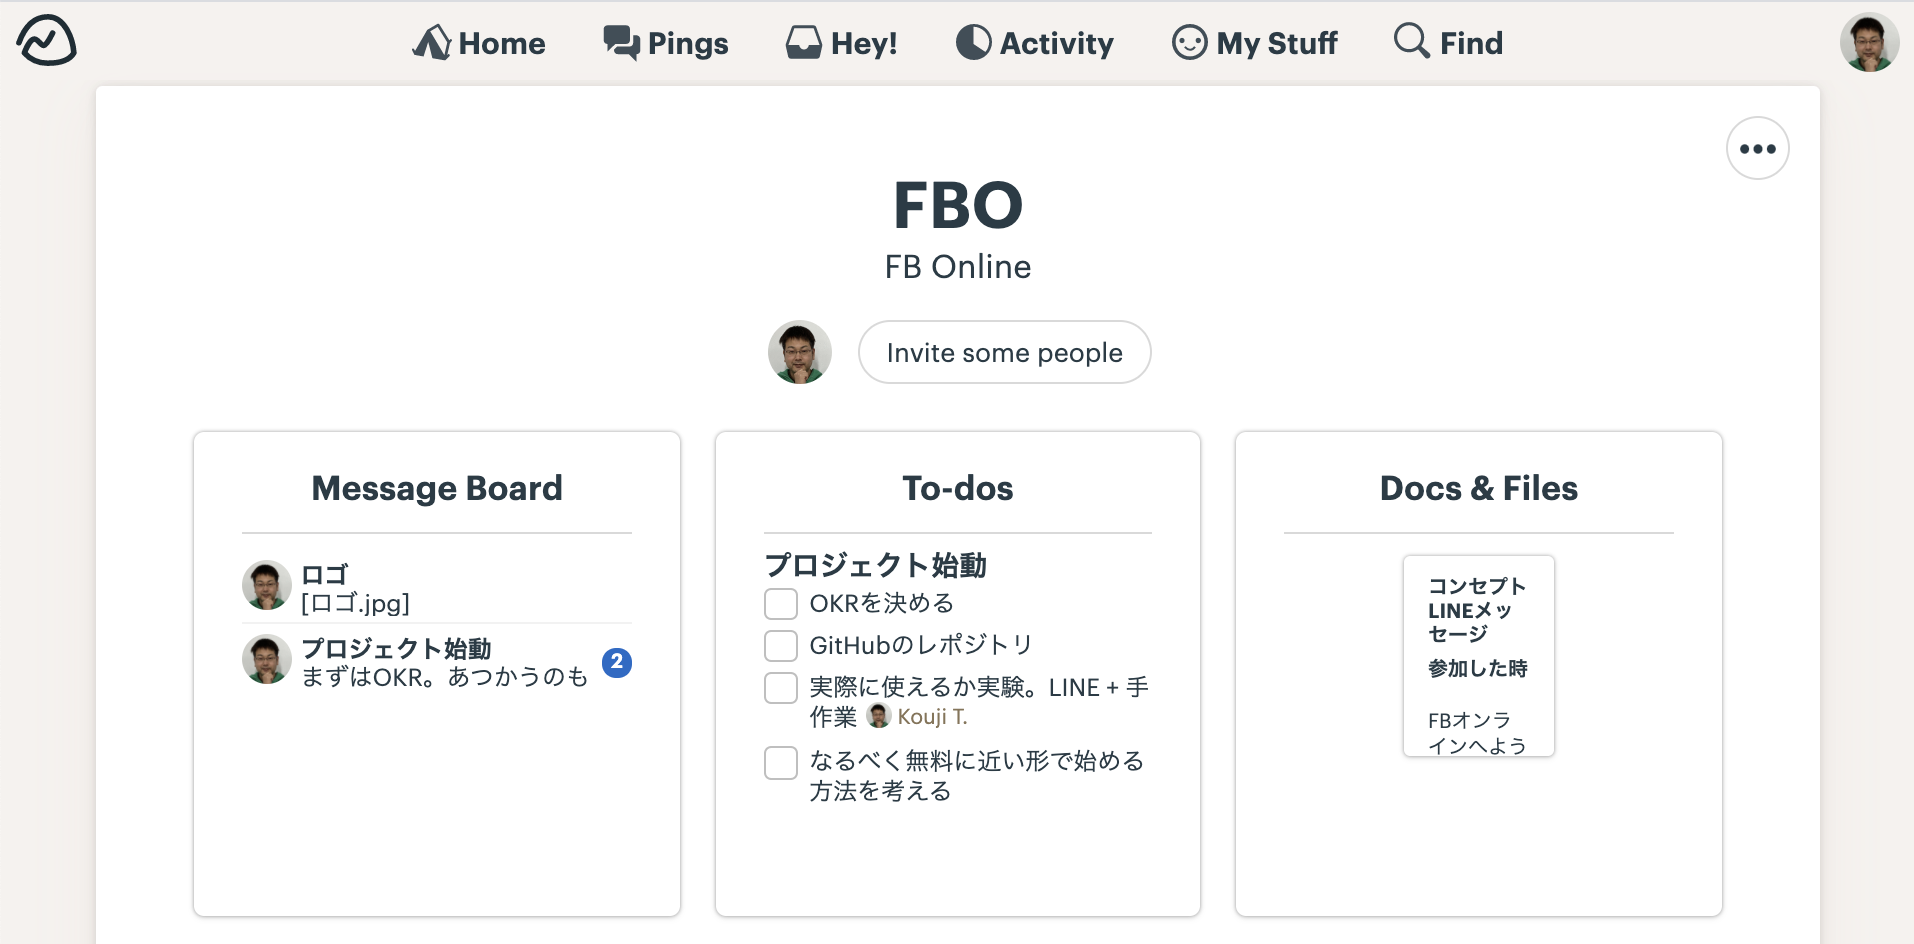 Home
Pings
Hey!
Activity
My Stuff
Find
FBO
FB Online
Invite some people
Message Board
ロゴ
[ロゴ.jpg]
プロジェクト始動
まずはOKR。あつかうのも
2
To-dos
プロジェクト始動
OKRを決める
GitHubのレポジトリ
実際に使えるか実験。LINE + 手
作業 Kouji T.
なるべく無料に近い形で始める
方法を考える
Docs & Files
コンセプト
LINEメッ
セージ
参加した時
FBオンラ
インへよう